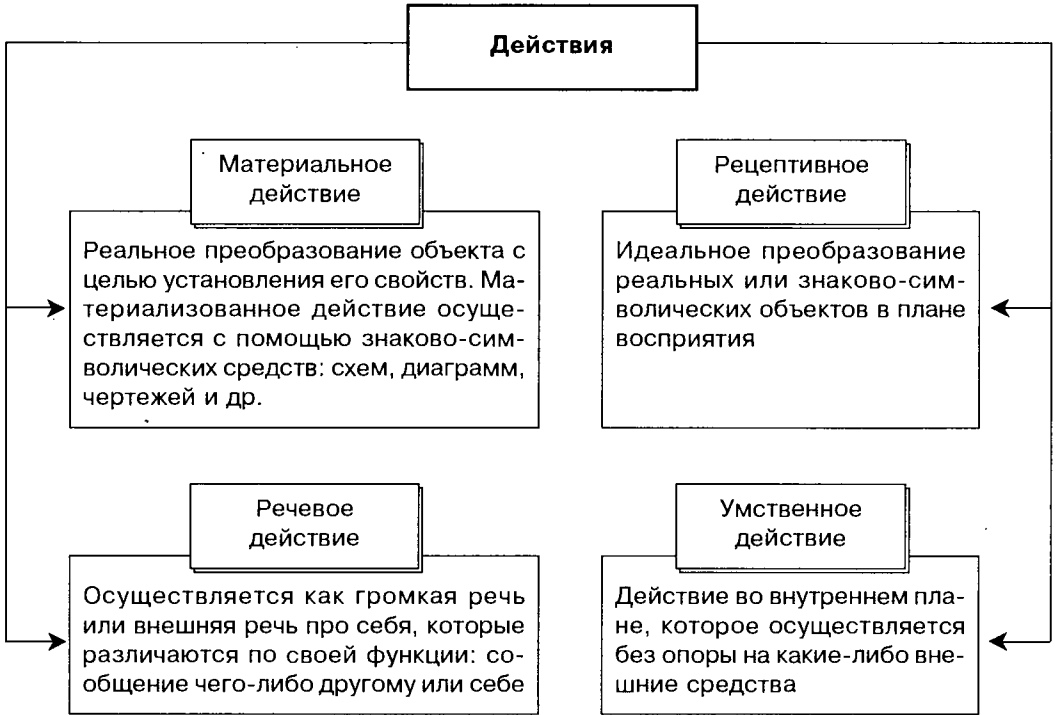 Действия
Материальное
действие
Реальное преобразование объекта с
целью установления его свойств. Ма-
териализованное действие осуще-
ствляется с помощью знаково-сим-
волических средств: схем, диаграмм,
чертежей и др.
Рецептивное
действие
Идеальное преобразование
реальных или знаково-сим-
волических объектов в плане
восприятия
Речевое
действие
Осуществляется как громкая речь
или внешняя речь про себя, которые
различаются по своей функции: со-
общение чего-либо другому или себе
Умственное
действие
Действие во внутреннем пла-
не, которое осуществляется
без опоры на какие-либо вне-
шние средства